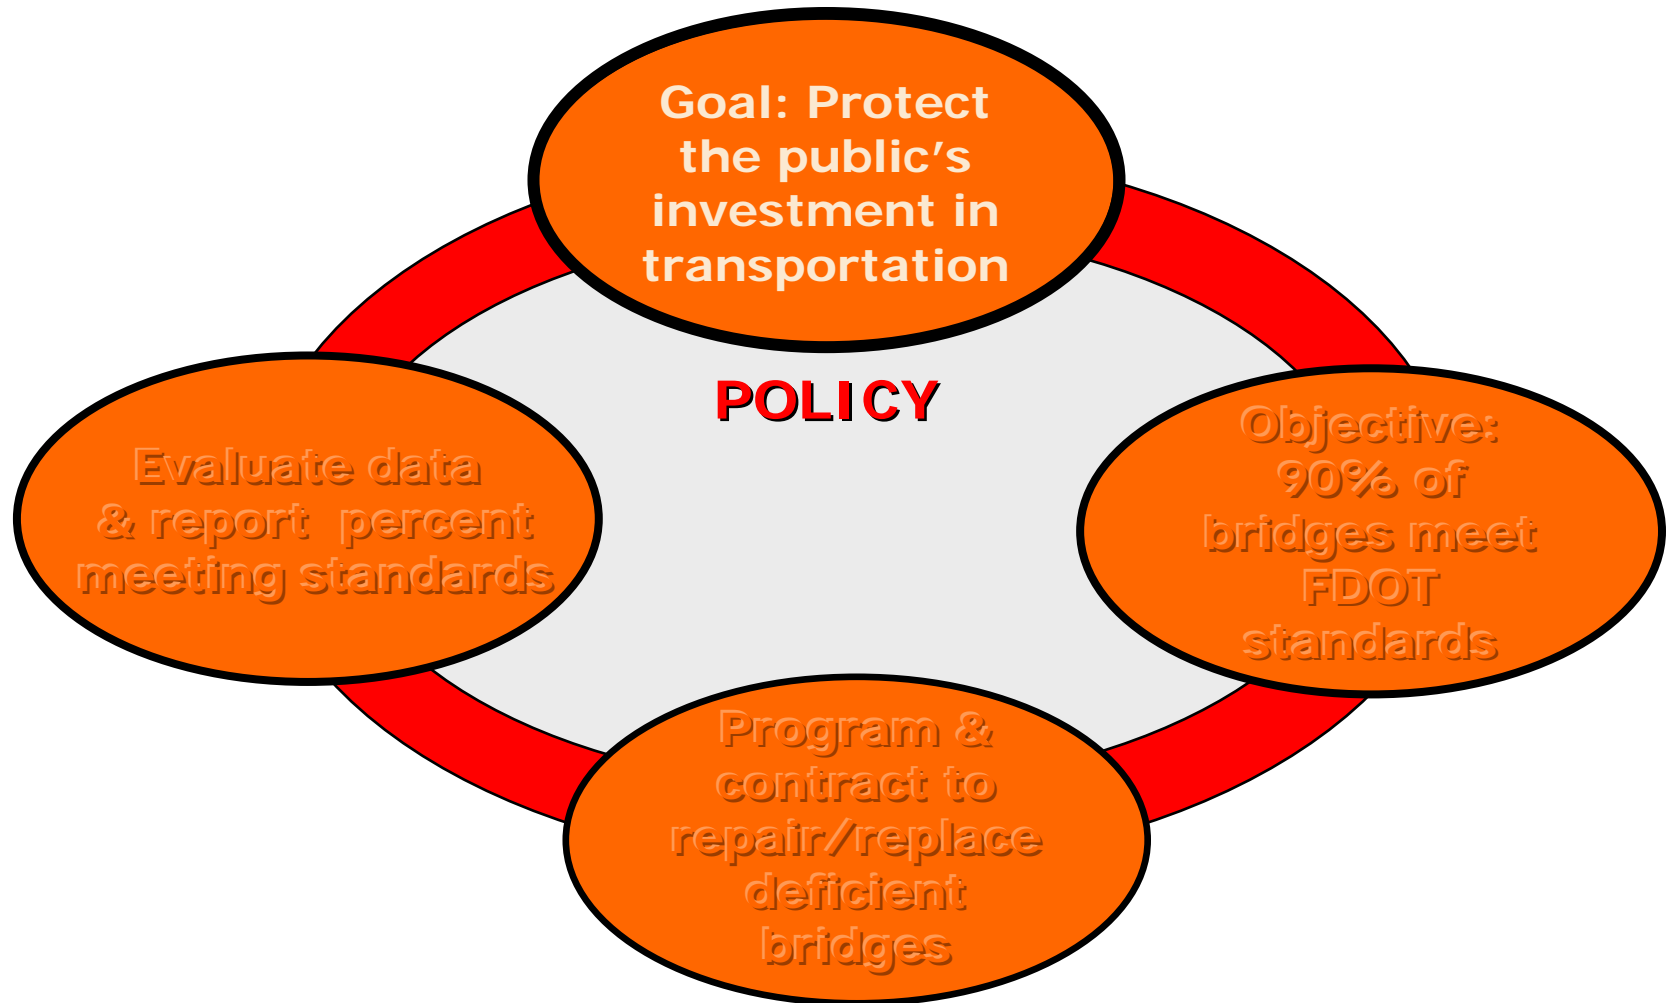 Goal: Protect
the public’s
investment in
transportation
POLICY
Evaluate data
& report percent
meeting standards
Objective:
90% of
bridges meet
FDOT
standards
Program &
contract to
repair/replace
deficient
bridges